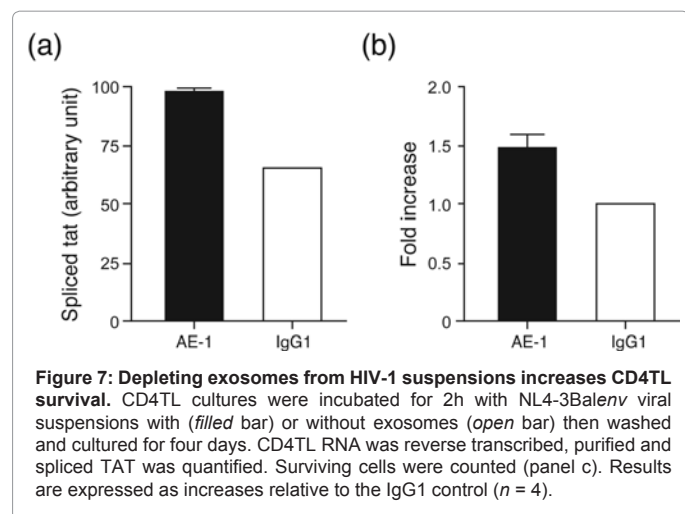 (a)
(b)
Spliced tat (arbitrary unit)
100
75
50
25
0
AE-1
IgG1
Fold increase
2.0
1.5
1.0
0.5
0
AE-1
IgG1
Figure 7: Depleting exosomes from HIV-1 suspensions increases CD4TL
survival. CD4TL cultures were incubated for 2h with NL4-3Balenv viral
suspensions with (filled bar) or without exosomes (open bar) then washed
and cultured for four days. CD4TL RNA was reverse transcribed, purified and
spliced TAT was quantified. Surviving cells were counted (panel c). Results
are expressed as increases relative to the IgG1 control (n = 4).